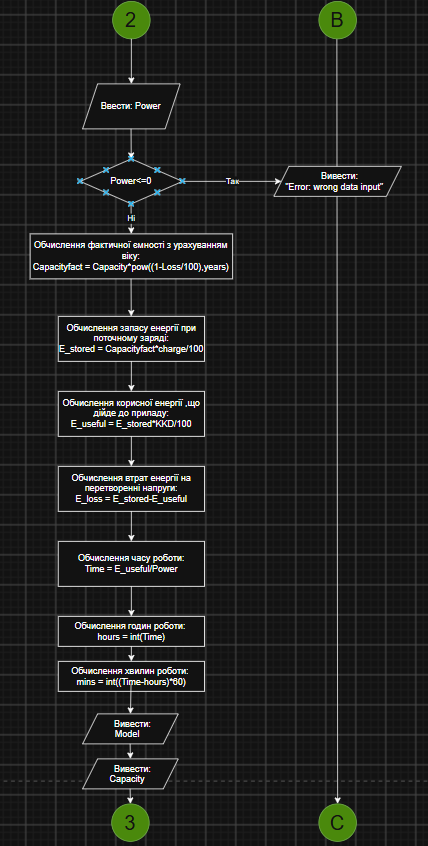 2
B
Ввести: Power
Power<=0
Так
Вивести:
"Error: wrong data input"
Ні
Обчислення фактичної ємності з урахуванням
віку:
Capacityfact = Capacity*pow((1-Loss/100),years)
Обчислення запасу енергії при
поточному заряді:
E_stored = Capacityfact*charge/100
Обчислення корисної енергії ,що
дійде до приладу:
E_useful = E_stored*KKD/100
Обчислення втрат енергії на
перетворенні напруги:
E_loss = E_stored-E_useful
Обчислення часу роботи:
Time = E_useful/Power
Обчислення годин роботи:
hours = int(Time)
Обчислення хвилин роботи:
mins = int((Time-hours)*60)
Вивести:
Model
Вивести:
Capacity
3
C